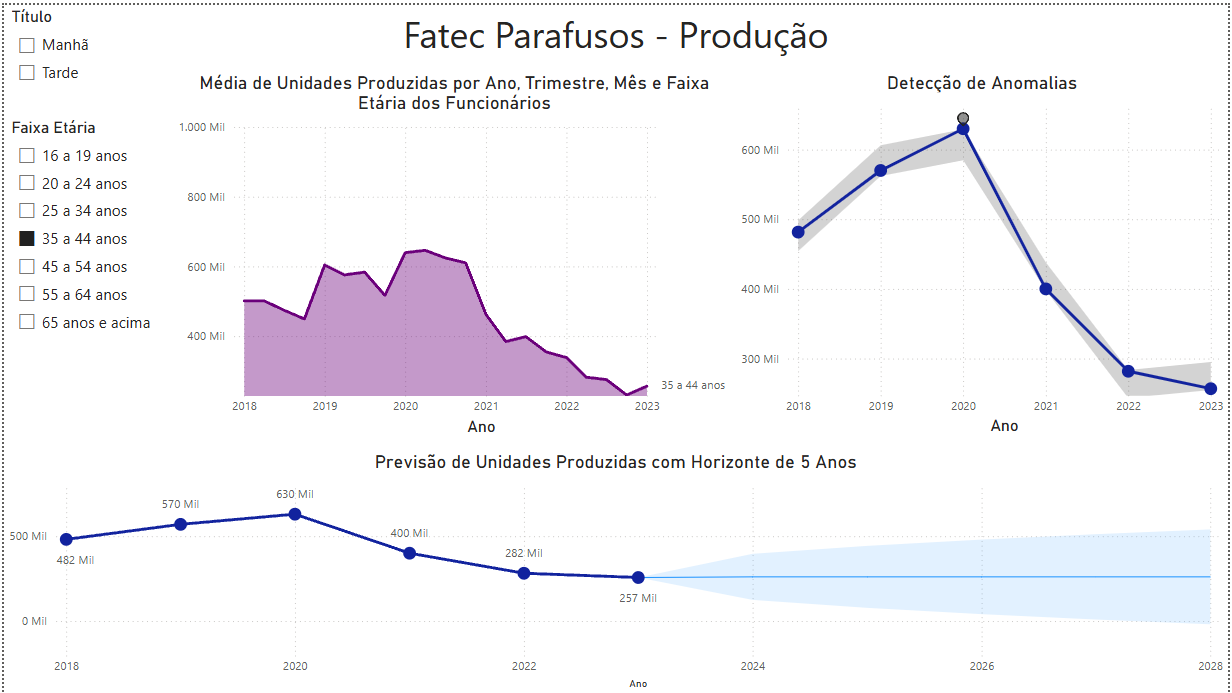 Título
Manhã
Tarde
Faixa Etária
16 a 19 anos
20 a 24 anos
25 a 34 anos
35 a 44 anos
45 a 54 anos
55 a 64 anos
65 anos e acima
Fatec Parafusos - Produção
Média de Unidades Produzidas por Ano, Trimestre, Mês e Faixa
Etária dos Funcionários
1.000 Mil
800 Mil
600 Mil
400 Mil
35 a 44 anos
2018 2019 2020 2021 2022 2023
Ano
Detecção de Anomalias
600 Mil
500 Mil
400 Mil
300 Mil
2018 2019 2020 2021 2022 2023
Ano
Previsão de Unidades Produzidas com Horizonte de 5 Anos
500 Mil
0 Mil
482 Mil
570 Mil
630 Mil
400 Mil
282 Mil
257 Mil
2018 2020 2022 2024 2026 2028
Ano